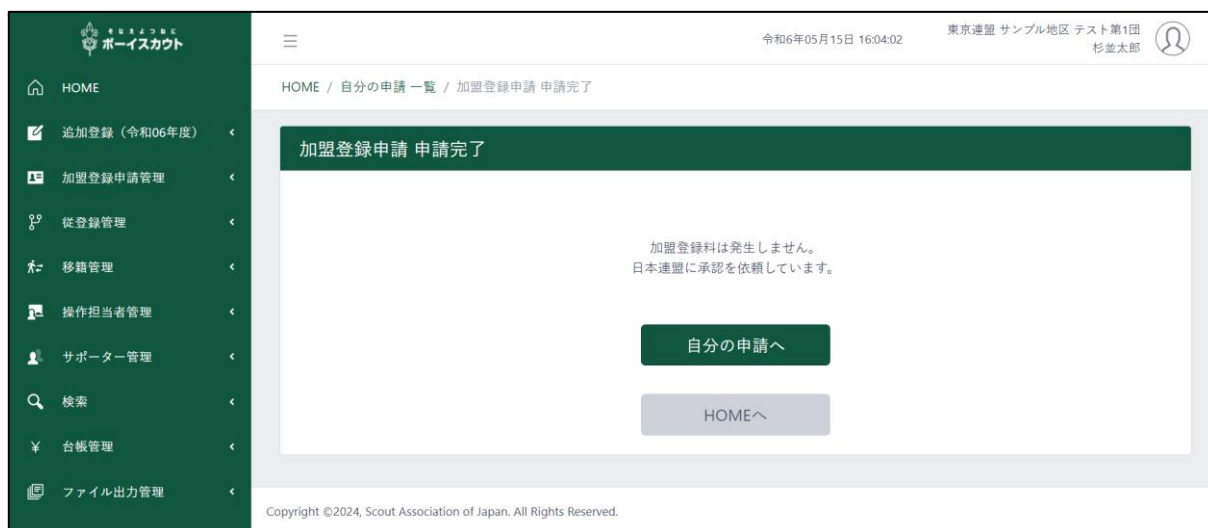 そなえよつねに
ボーイスカウト
令和6年05月15日 16:04:02
東京連盟 サンプル地区 テスト第1団
杉並太郎
HOME
追加登録（令和06年度）
加盟登録申請管理
従登録管理
移籍管理
操作担当者管理
サポーター管理
検索
¥ 台帳管理
ファイル出力管理
HOME / 自分の申請 一覧 / 加盟登録申請 申請完了
加盟登録申請 申請完了
加盟登録料は発生しません。
日本連盟に承認を依頼しています。
自分の申請へ
HOMEへ
Copyright ©2024, Scout Association of Japan. All Rights Reserved.